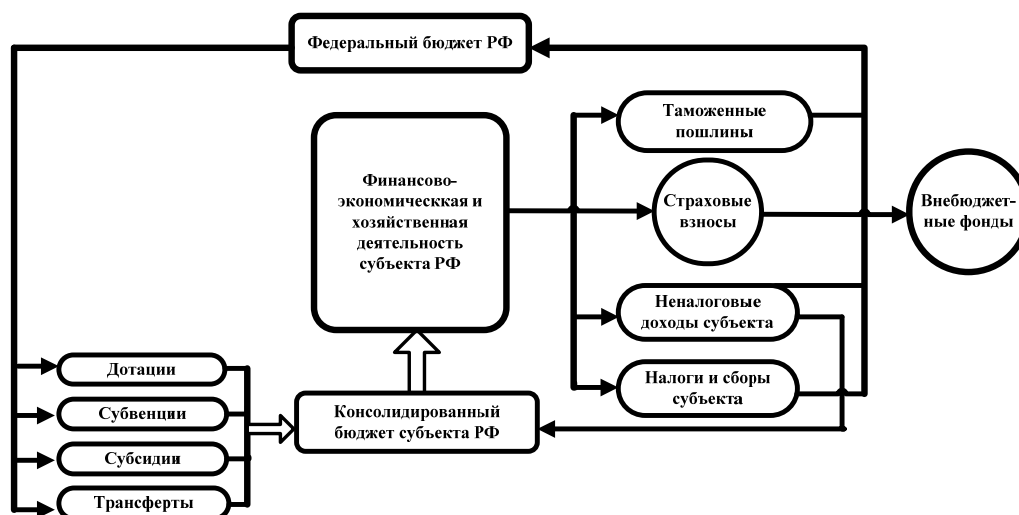 Федеральный бюджет РФ
Таможенные
пошлины
Финансово-
экономичесская и
хозяйственная
деятельность
субъекта РФ
Страховые
взносы
Внебюджет-
ные фонды
Неналоговые
доходы субъекта
Налоги и сборы
субъекта
Дотации
Субвенции
Субсидии
Трансферты
Консолидированный
бюджет субъекта РФ